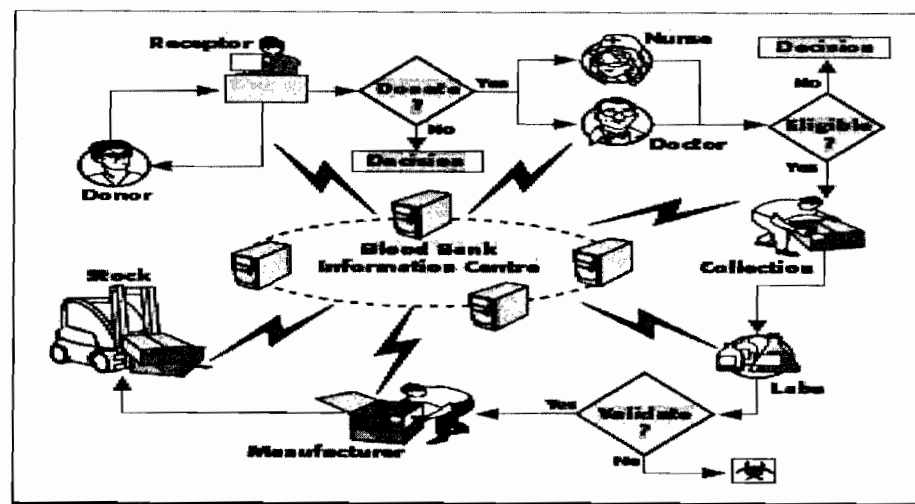 Receptor
Nurse
Decision
Donate
?
Yes
No
No
Eligible
?
Decision
Doctor
Yes
Donor
Blood Bank
Information Centre
Collection
Stock
Labs
Yes
Validate
?
Manufacturer
No